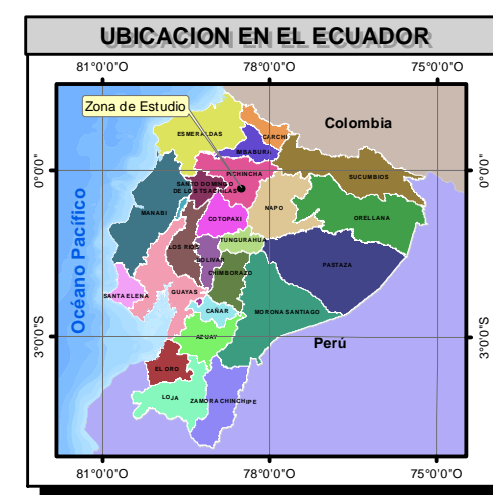 UBICACION EN EL ECUADOR
81°0'0"O
78°0'0"O
75°0'0"O
Zona de Estudio
Colombia
ESMERALDAS
CARCHI
IMBABURA
0°0'0"
0°0'0"
PICHINCHA
SUCUMBIOS
SANTO DOMINGO
DE LOS TSACHILAS
NAPO
MANABI
COTOPAXI
ORELLANA
Océano Pacífico
TUNGURAHUA
LOS RIOS
BOLIVAR
PASTAZA
CHIMBORAZO
SANTA ELENA
GUAYAS
CAÑAR
MORONA SANTIAGO
3°0'0"S
3°0'0"S
AZUAY
Perú
EL ORO
LOJA
ZAMORA CHINCHIPE
81°0'0"O
78°0'0"O
75°0'0"O